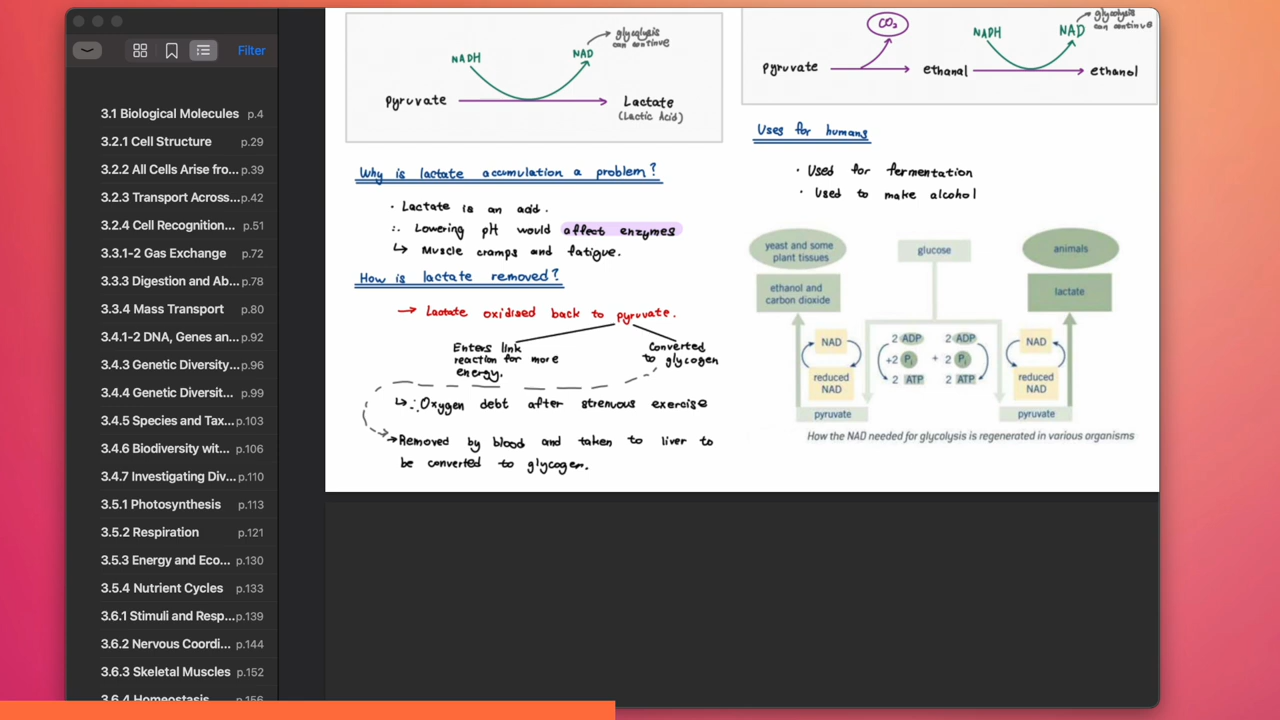 Filter
3.1 Biological Molecules p.4
3.2.1 Cell Structure p.29
3.2.2 All Cells Arise fro... p.39
3.2.3 Transport Across... p.42
3.2.4 Cell Recognition... p.51
3.3.1-2 Gas Exchange p.72
3.3.3 Digestion and Ab... p.78
3.3.4 Mass Transport p.80
3.4.1-2 DNA, Genes an... p.92
3.4.3 Genetic Diversity... p.96
3.4.4 Genetic Diversit... p.99
3.4.5 Species and Tax... p.103
3.4.6 Biodiversity wit... p.106
3.4.7 Investigating Div... p.110
3.5.1 Photosynthesis p.113
3.5.2 Respiration p.121
3.5.3 Energy and Eco... p.130
3.5.4 Nutrient Cycles p.133
3.6.1 Stimuli and Resp... p.139
3.6.2 Nervous Coordi... p.144
3.6.3 Skeletal Muscles p.152
3.6.4 Homeostasis p.156
NADH
NAD
glycolysis
can continue
Pyruvate
Lactate
(Lactic Acid)
Why is lactate accumulation a problem?
· Lactate is an acid.
∴ Lowering pH would affect enzymes
↳ Muscle cramps and fatigue.
How is lactate removed?
→ Lactate oxidised back to pyruvate.
Enters link
reaction for more
energy.
Converted
to glycogen
↳ ∴ Oxygen debt after strenuous exercise
→ Removed by blood and taken to liver to
be converted to glycogen.
CO₂
NADH
NAD
glycolysis
can continue
Pyruvate
ethanal
ethanol
Uses for humans
· Used for fermentation
· Used to make alcohol
yeast and some
plant tissues
glucose
animals
ethanol and
carbon dioxide
lactate
NAD
reduced
NAD
pyruvate
2 ADP
+2 Pi
2 ATP
2 ADP
+ 2 Pi
2 ATP
NAD
reduced
NAD
pyruvate
How the NAD needed for glycolysis is regenerated in various organisms